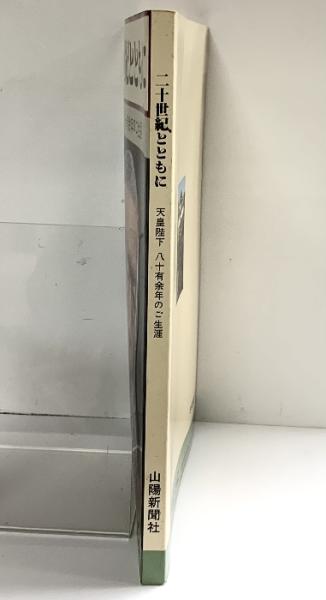 二十世紀とともに
天皇陛下 八十有余年のご生涯
山陽新聞社